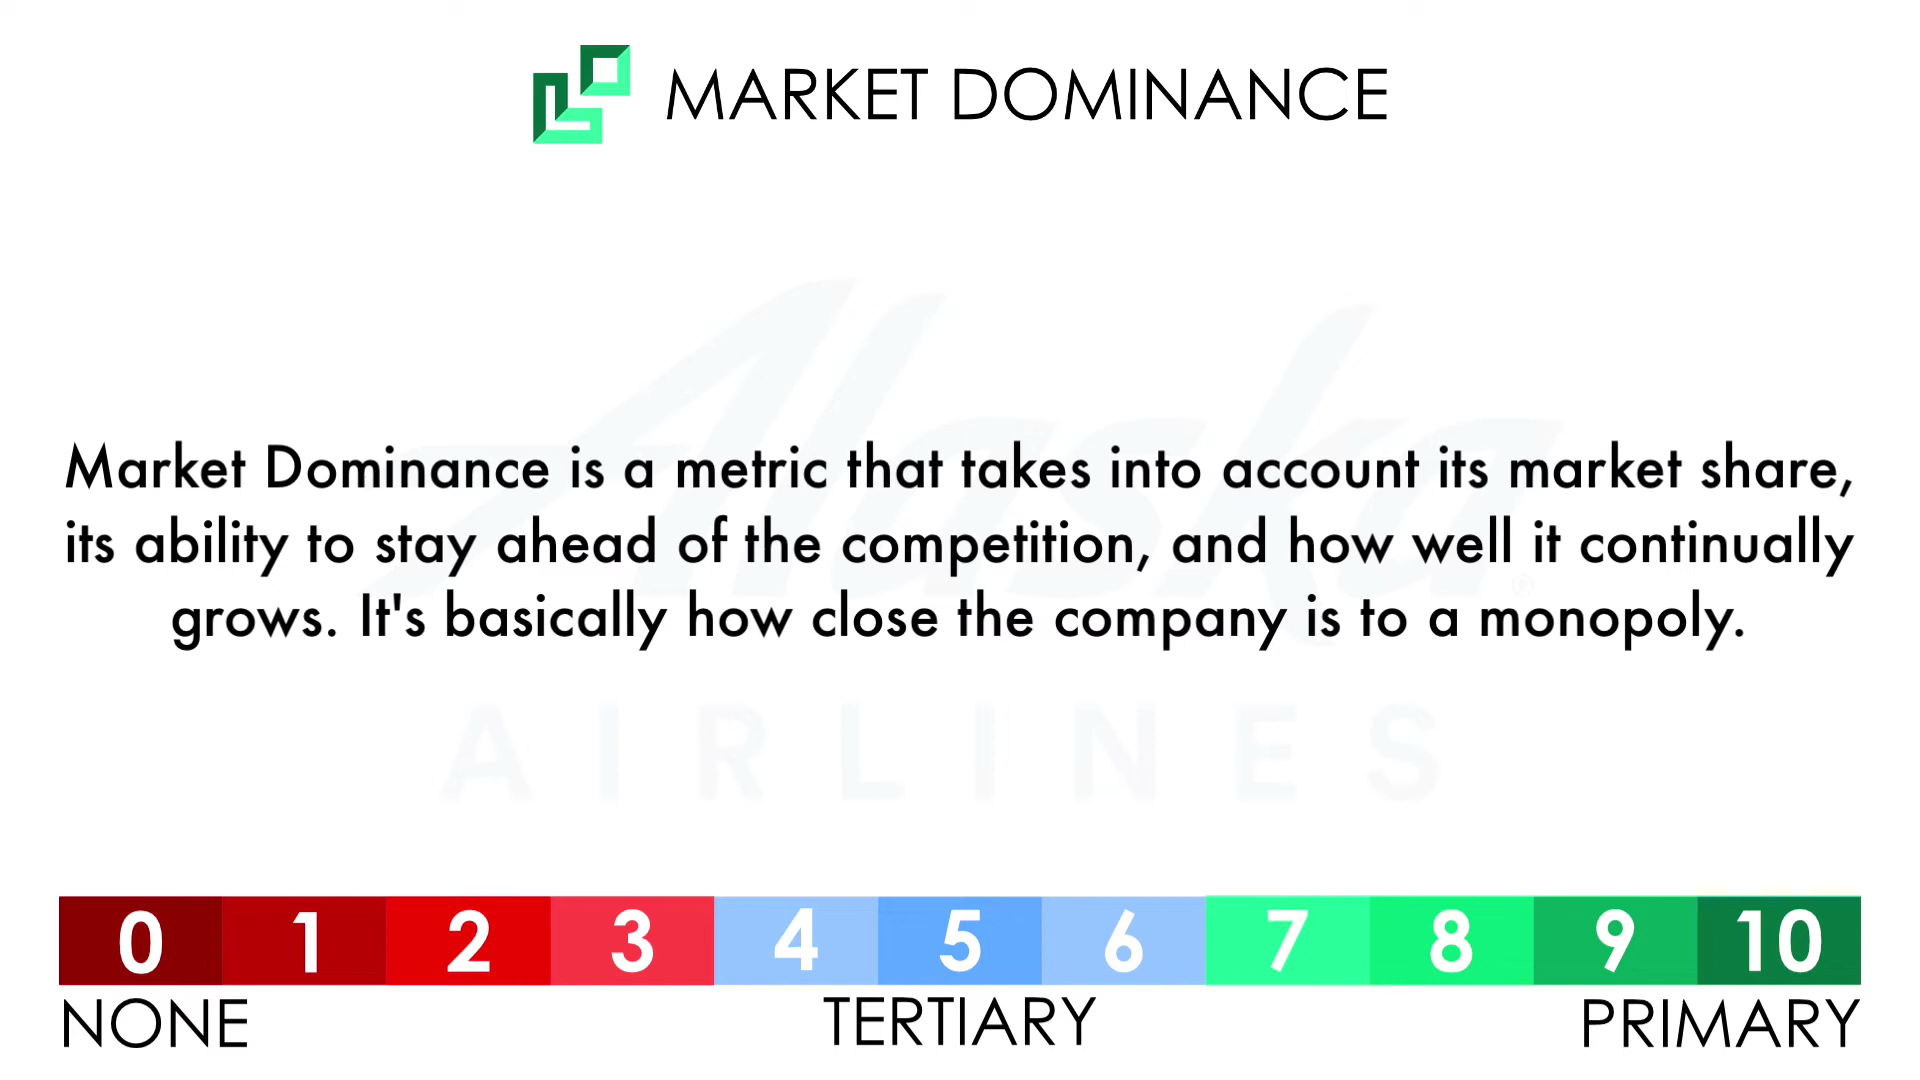 MARKET DOMINANCE
Alaska
Market Dominance is a metric that takes into account its market share,
its ability to stay ahead of the competition, and how well it continually
grows. It's basically how close the company is to a monopoly.
AIRLINES
0 1 2 3 4 5 6 7 8 9 10
NONE TERTIARY PRIMARY